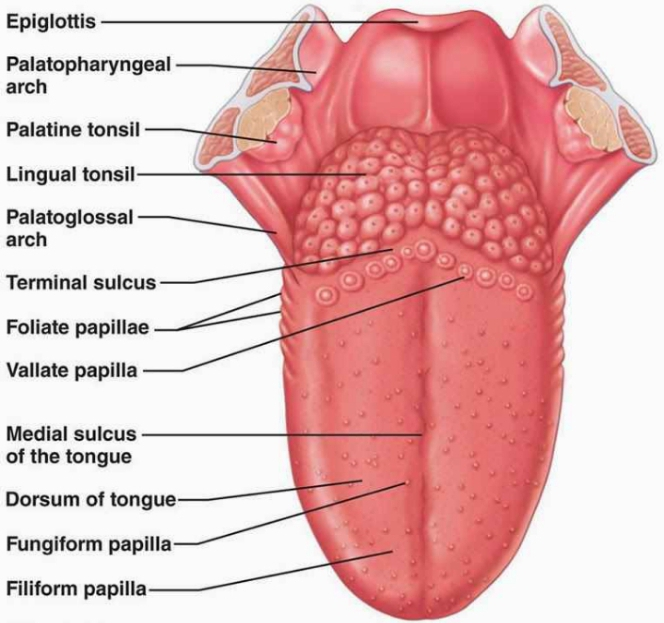 Epiglottis
Palatopharyngeal
arch
Palatine tonsil
Lingual tonsil
Palatoglossal
arch
Terminal sulcus
Foliate papillae
Vallate papilla
Medial sulcus
of the tongue
Dorsum of tongue
Fungiform papilla
Filiform papilla